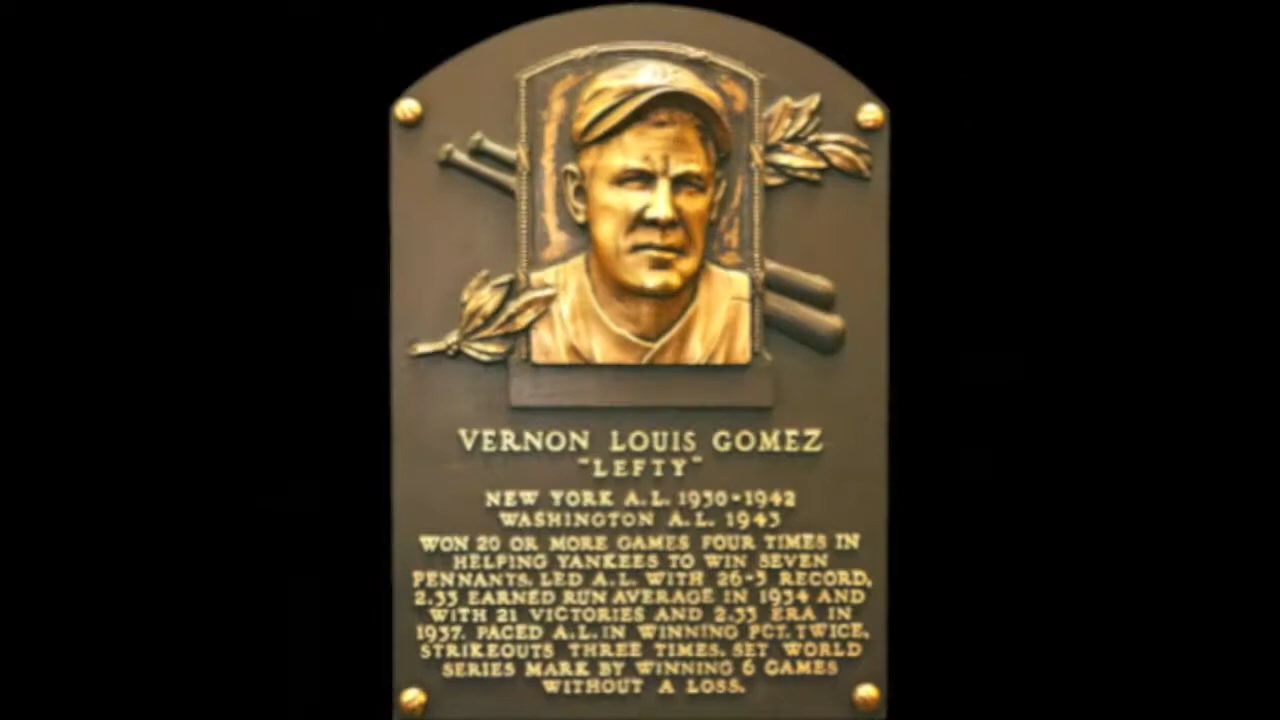 VERNON LOUIS GOMEZ
"LEFTY"
NEW YORK A.L. 1930-1942
WASHINGTON A.L. 1943
WON 20 OR MORE GAMES FOUR TIMES IN
HELPING YANKEES TO WIN SEVEN
PENNANTS. LED A.L. WITH 26-5 RECORD,
2.33 EARNED RUN AVERAGE IN 1934 AND
WITH 21 VICTORIES AND 2.33 ERA IN
1937. PACED A.L. IN WINNING PCT. TWICE,
STRIKEOUTS THREE TIMES. SET WORLD
SERIES MARK BY WINNING 6 GAMES
WITHOUT A LOSS.